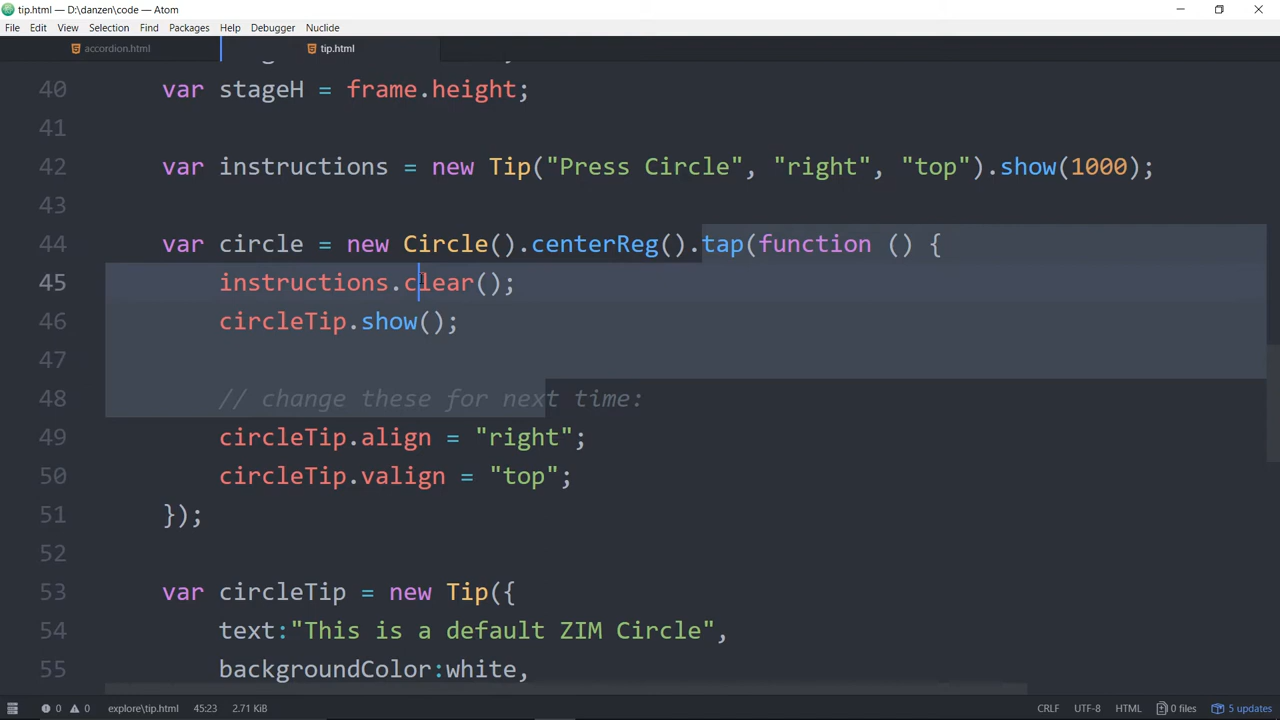 tip.html — D:\danzen\code — Atom
File Edit View Selection Find Packages Help Debugger Nuclide
accordion.html tip.html
40 var stageH = frame.height;
41
42 var instructions = new Tip("Press Circle", "right", "top").show(1000);
43
44 var circle = new Circle().centerReg().tap(function () {
45 instructions.clear();
46 circleTip.show();
47
48 // change these for next time:
49 circleTip.align = "right";
50 circleTip.valign = "top";
51 });
52
53 var circleTip = new Tip({
54 text:"This is a default ZIM Circle",
55 backgroundColor:white,
0 0 explore\tip.html 45:23 2.71 KiB CRLF UTF-8 HTML 0 files 5 updates